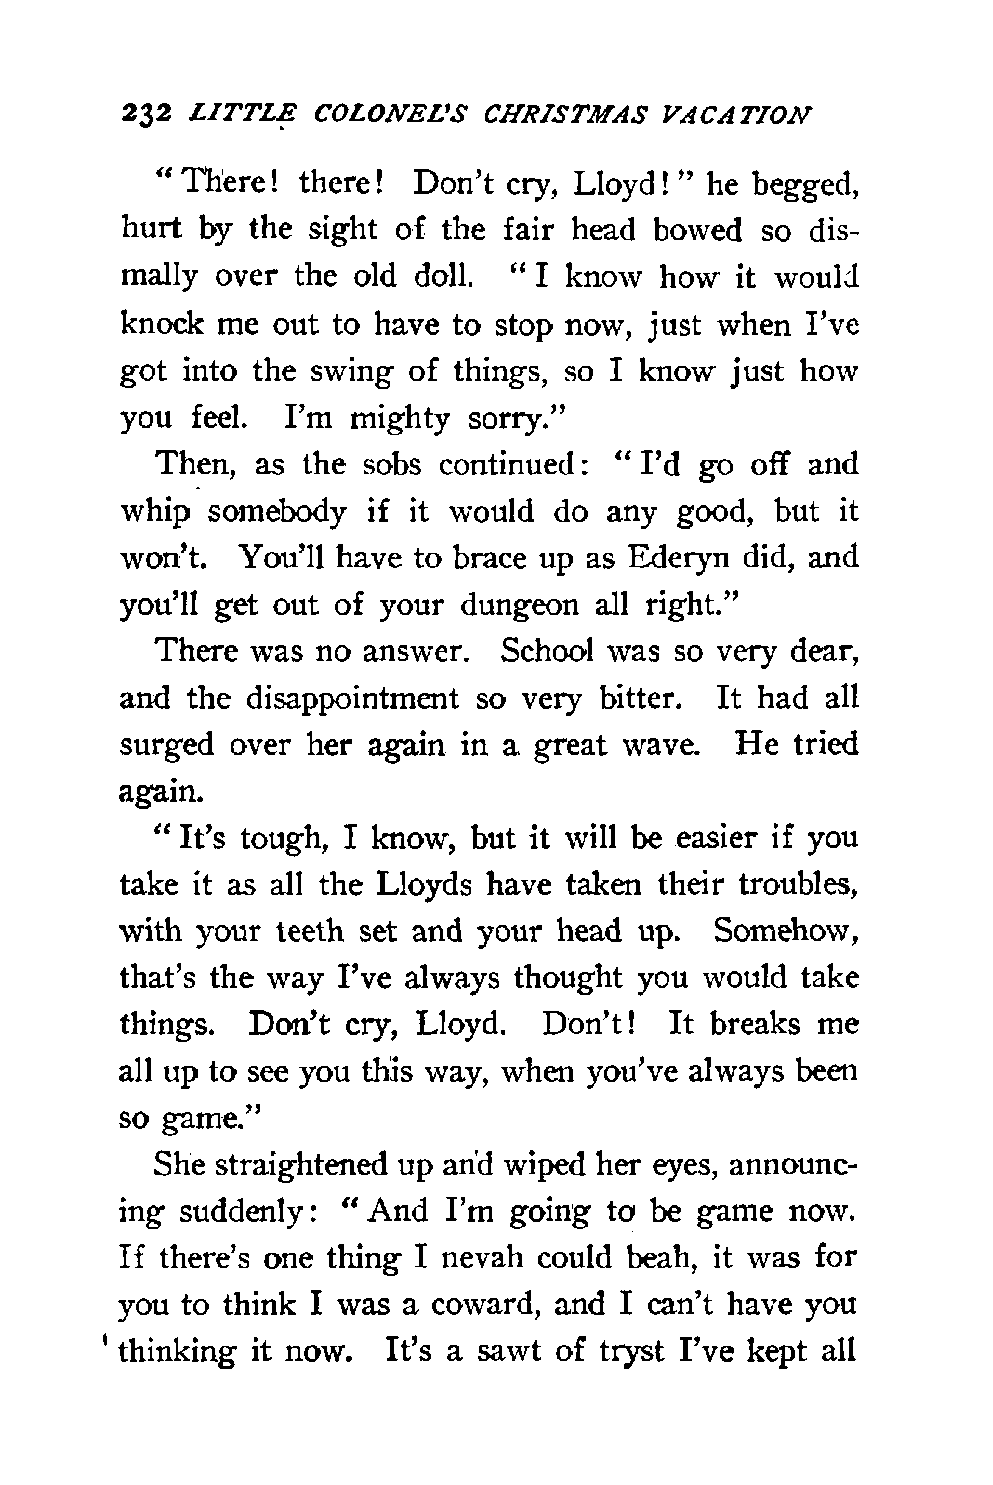 232 LITTLE COLONEL'S CHRISTMAS VACATION
“ There! there! Don't cry, Lloyd! ” he begged,
hurt by the sight of the fair head bowed so dis-
mally over the old doll. “ I know how it would
knock me out to have to stop now, just when I've
got into the swing of things, so I know just how
you feel. I'm mighty sorry.”
Then, as the sobs continued: “ I'd go off and
whip somebody if it would do any good, but it
won't. You'll have to brace up as Ederyn did, and
you'll get out of your dungeon all right.”
There was no answer. School was so very dear,
and the disappointment so very bitter. It had all
surged over her again in a great wave. He tried
again.
“ It's tough, I know, but it will be easier if you
take it as all the Lloyds have taken their troubles,
with your teeth set and your head up. Somehow,
that's the way I've always thought you would take
things. Don't cry, Lloyd. Don't! It breaks me
all up to see you this way, when you've always been
so game.”
She straightened up and wiped her eyes, announc-
ing suddenly: “ And I'm going to be game now.
If there's one thing I nevah could beah, it was for
you to think I was a coward, and I can't have you
thinking it now. It's a sawt of tryst I've kept all